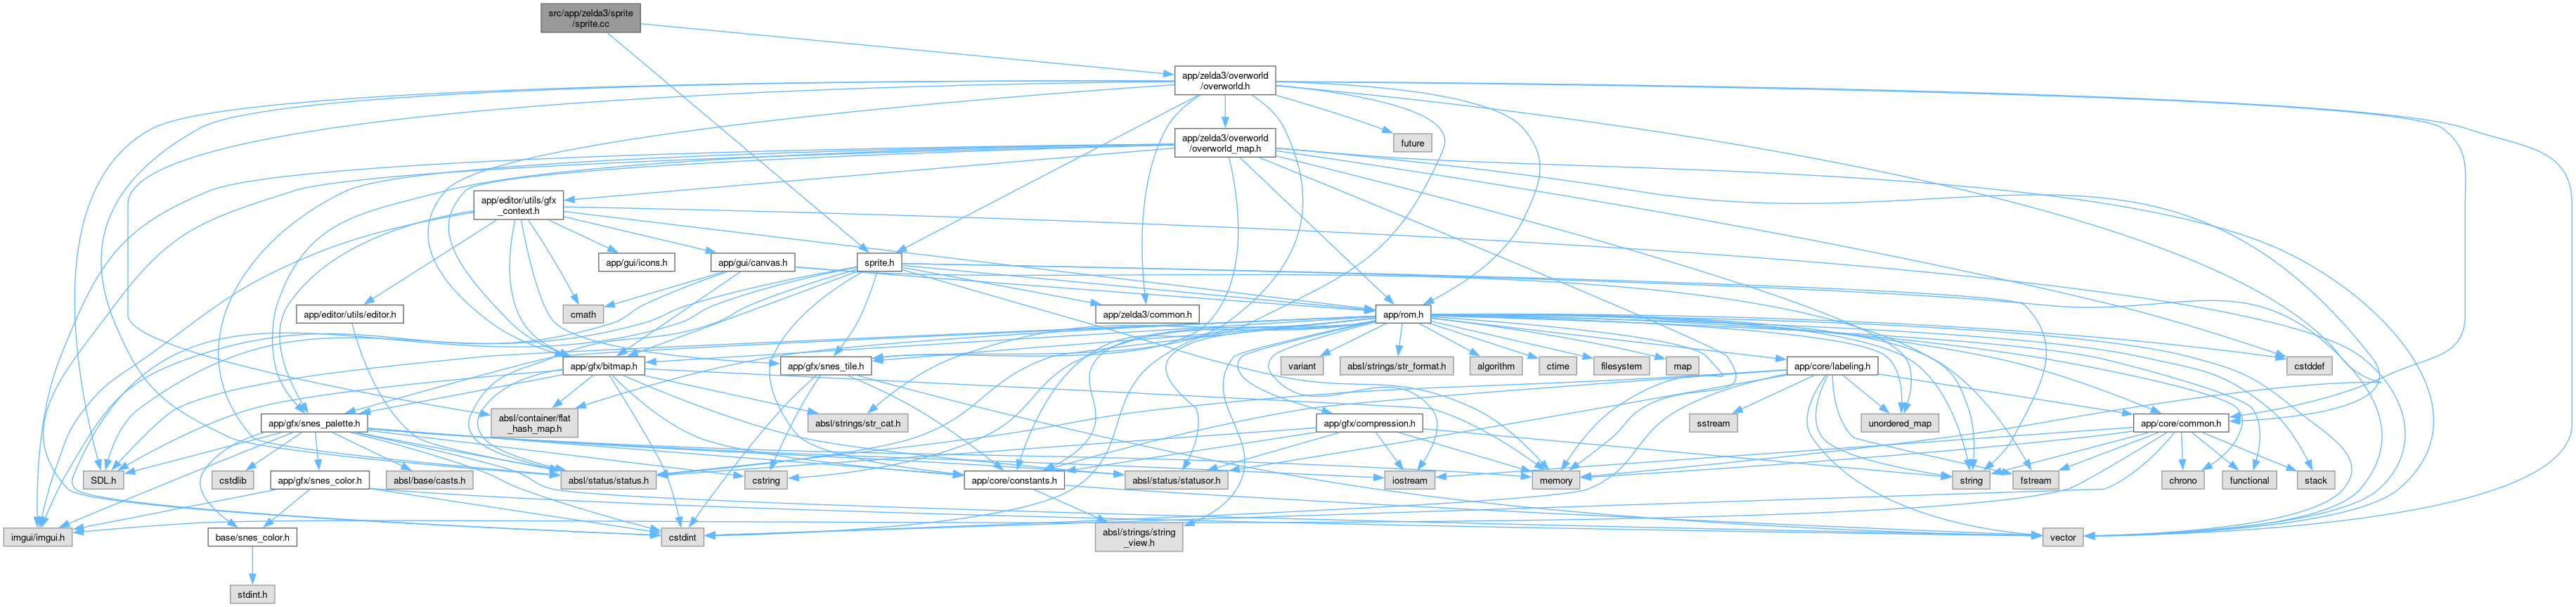 src/app/zelda3/sprite
/sprite.cc
app/zelda3/overworld
/overworld.h
app/zelda3/overworld
/overworld_map.h
future
app/editor/utils/gfx
_context.h
app/gui/icons.h
app/gui/canvas.h
sprite.h
app/editor/utils/editor.h
cmath
app/zelda3/common.h
app/rom.h
app/gfx/bitmap.h
app/gfx/snes_tile.h
variant
absl/strings/str_format.h
algorithm
ctime
filesystem
map
app/core/labeling.h
cstddef
app/gfx/snes_palette.h
absl/container/flat
_hash_map.h
absl/strings/str_cat.h
app/gfx/compression.h
sstream
unordered_map
app/core/common.h
SDL.h
cstdlib
app/gfx/snes_color.h
absl/base/casts.h
absl/status/status.h
cstring
app/core/constants.h
absl/status/statusor.h
iostream
memory
string
fstream
chrono
functional
stack
imgui/imgui.h
base/snes_color.h
cstdint
absl/strings/string
_view.h
vector
stdint.h